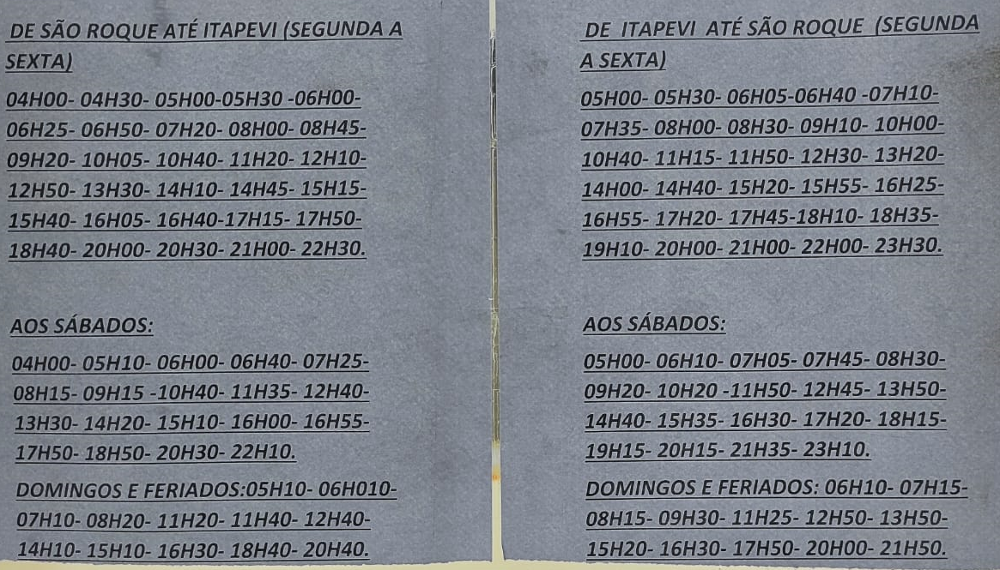 DE SÃO ROQUE ATÉ ITAPEVI (SEGUNDA A
SEXTA)
04H00- 04H30- 05H00-05H30 -06H00-
06H25- 06H50- 07H20- 08H00- 08H45-
09H20- 10H05- 10H40- 11H20- 12H10-
12H50- 13H30- 14H10- 14H45- 15H15-
15H40- 16H05- 16H40-17H15- 17H50-
18H40- 20H00- 20H30- 21H00- 22H30.
AOS SÁBADOS:
04H00- 05H10- 06H00- 06H40- 07H25-
08H15- 09H15 -10H40- 11H35- 12H40-
13H30- 14H20- 15H10- 16H00- 16H55-
17H50- 18H50- 20H30- 22H10.
DOMINGOS E FERIADOS:05H10- 06H010-
07H10- 08H20- 11H20- 11H40- 12H40-
14H10- 15H10- 16H30- 18H40- 20H40.
DE ITAPEVI ATÉ SÃO ROQUE (SEGUNDA
A SEXTA)
05H00- 05H30- 06H05-06H40 -07H10-
07H35- 08H00- 08H30- 09H10- 10H00-
10H40- 11H15- 11H50- 12H30- 13H20-
14H00- 14H40- 15H20- 15H55- 16H25-
16H55- 17H20- 17H45-18H10- 18H35-
19H10- 20H00- 21H00- 22H00- 23H30.
AOS SÁBADOS:
05H00- 06H10- 07H05- 07H45- 08H30-
09H20- 10H20 -11H50- 12H45- 13H50-
14H40- 15H35- 16H30- 17H20- 18H15-
19H15- 20H15- 21H35- 23H10.
DOMINGOS E FERIADOS: 06H10- 07H15-
08H15- 09H30- 11H25- 12H50- 13H50-
15H20- 16H30- 17H50- 20H00- 21H50.